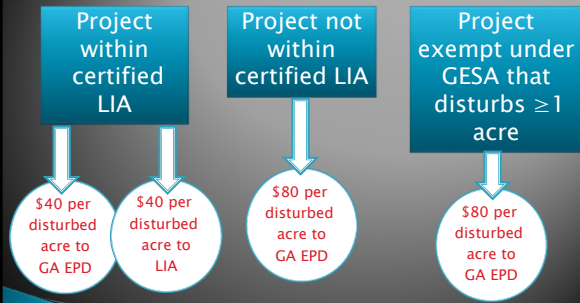 Project
within
certified
LIA
Project not
within
certified LIA
Project
exempt under
GESA that
disturbs ≥1
acre
$40 per
disturbed
acre to
GA EPD
$40 per
disturbed
acre to
LIA
$80 per
disturbed
acre to
GA EPD
$80 per
disturbed
acre to
GA EPD